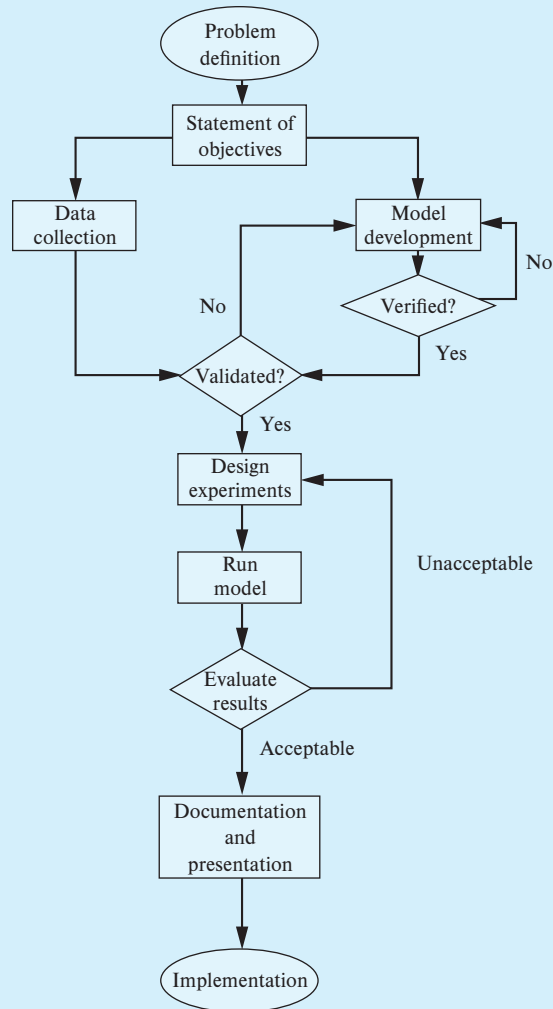 Problem
definition
Statement of
objectives
Data
collection
Model
development
No
No
Verified?
Yes
Validated?
Yes
Design
experiments
Unacceptable
Run
model
Evaluate
results
Acceptable
Documentation
and
presentation
Implementation